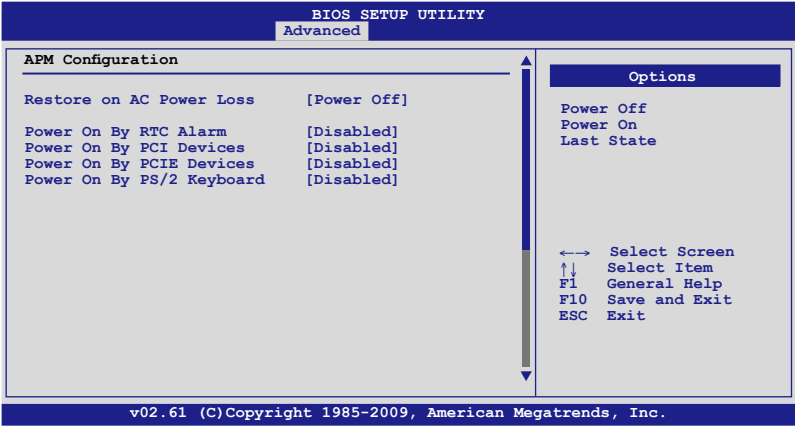 BIOS SETUP UTILITY
Advanced
APM Configuration
Restore on AC Power Loss [Power Off]
Power On By RTC Alarm [Disabled]
Power On By PCI Devices [Disabled]
Power On By PCIE Devices [Disabled]
Power On By PS/2 Keyboard [Disabled]
Options
Power Off
Power On
Last State
←→ Select Screen
↑↓ Select Item
F1 General Help
F10 Save and Exit
ESC Exit
v02.61 (C)Copyright 1985-2009, American Megatrends, Inc.